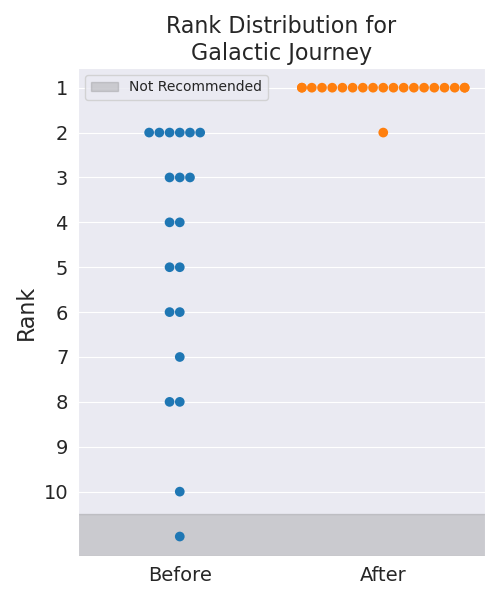 Rank Distribution for
Galactic Journey
Not Recommended
1
2
3
4
5
6
7
8
9
10
Rank
Before
After